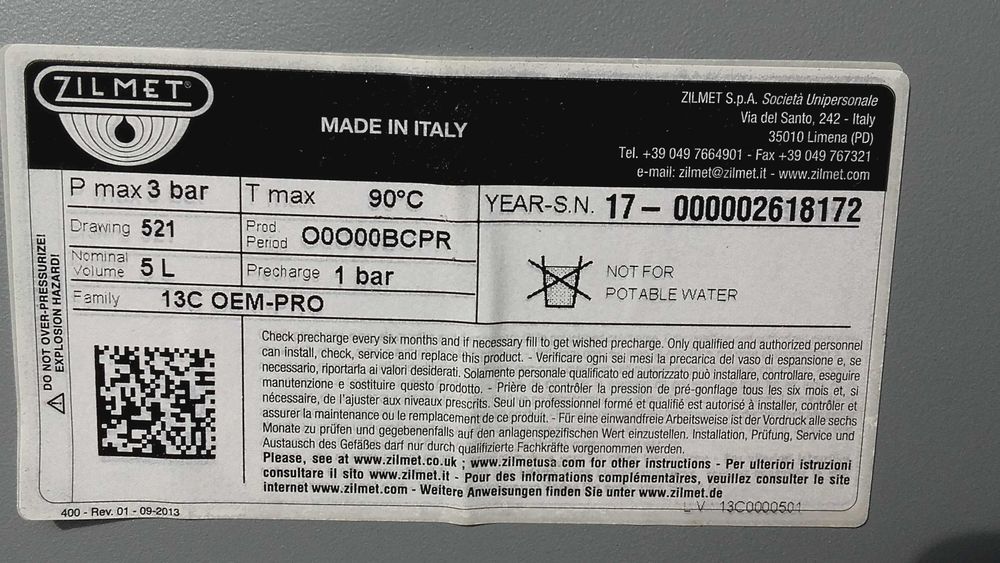 ZILMET®
MADE IN ITALY
ZILMET S.p.A. Società Unipersonale
Via del Santo, 242 - Italy
35010 Limena (PD)
Tel. +39 049 7664901 - Fax +39 049 767321
e-mail: zilmet@zilmet.it - www.zilmet.com
P max 3 bar
T max 90°C
YEAR-S.N. 17- 000002618172
Drawing 521
Prod. Period OOO00BCPR
Nominal Volume 5 L
Precharge 1 bar
Family 13C OEM-PRO
NOT FOR
POTABLE WATER
DO NOT OVER-PRESSURIZE!
EXPLOSION HAZARD!
Check precharge every six months and if necessary fill to get wished precharge. Only qualified and authorized personnel
can install, check, service and replace this product. - Verificare ogni sei mesi la precarica del vaso di espansione e, se
necessario, riportarla ai valori desiderati. Solamente personale qualificato ed autorizzato può installare, controllare, eseguire
manutenzione e sostituire questo prodotto. - Prière de contrôler la pression de pré-gonflage tous les six mois et, si
nécessaire, de l'ajuster aux niveaux prescrits. Seul un professionnel formé et qualifié est autorisé à installer, contrôler et
assurer la maintenance ou le remplacement de ce produit. - Für eine einwandfreie Arbeitsweise ist der Vordruck alle sechs
Monate zu prüfen und gegebenenfalls auf den anlagenspezifischen Wert einzustellen. Installation, Prüfung, Service und
Austausch des Gefäßes darf nur durch qualifizierte Fachkräfte vorgenommen werden.
Please, see at www.zilmet.co.uk ; www.zilmetusa.com for other instructions - Per ulteriori istruzioni
consultare il sito www.zilmet.it - Pour des informations complémentaires, veuillez consulter le site
internet www.zilmet.com - Weitere Anweisungen finden Sie unter www.zilmet.de
400 - Rev. 01 - 09-2013
L V 13C0000501